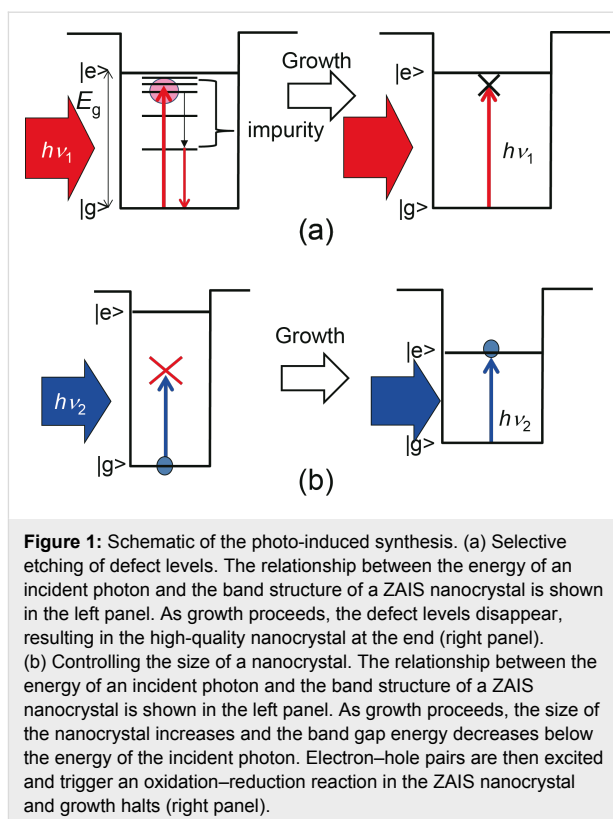 |e>
E_g
hν₁
|g>
impurity
Growth
|e>
hν₁
|g>
(a)
|e>
hν₂
|g>
Growth
|e>
hν₂
|g>
(b)
Figure 1: Schematic of the photo-induced synthesis. (a) Selective
etching of defect levels. The relationship between the energy of an
incident photon and the band structure of a ZAIS nanocrystal is shown
in the left panel. As growth proceeds, the defect levels disappear,
resulting in the high-quality nanocrystal at the end (right panel).
(b) Controlling the size of a nanocrystal. The relationship between the
energy of an incident photon and the band structure of a ZAIS
nanocrystal is shown in the left panel. As growth proceeds, the size of
the nanocrystal increases and the band gap energy decreases below
the energy of the incident photon. Electron–hole pairs are then excited
and trigger an oxidation–reduction reaction in the ZAIS nanocrystal
and growth halts (right panel).